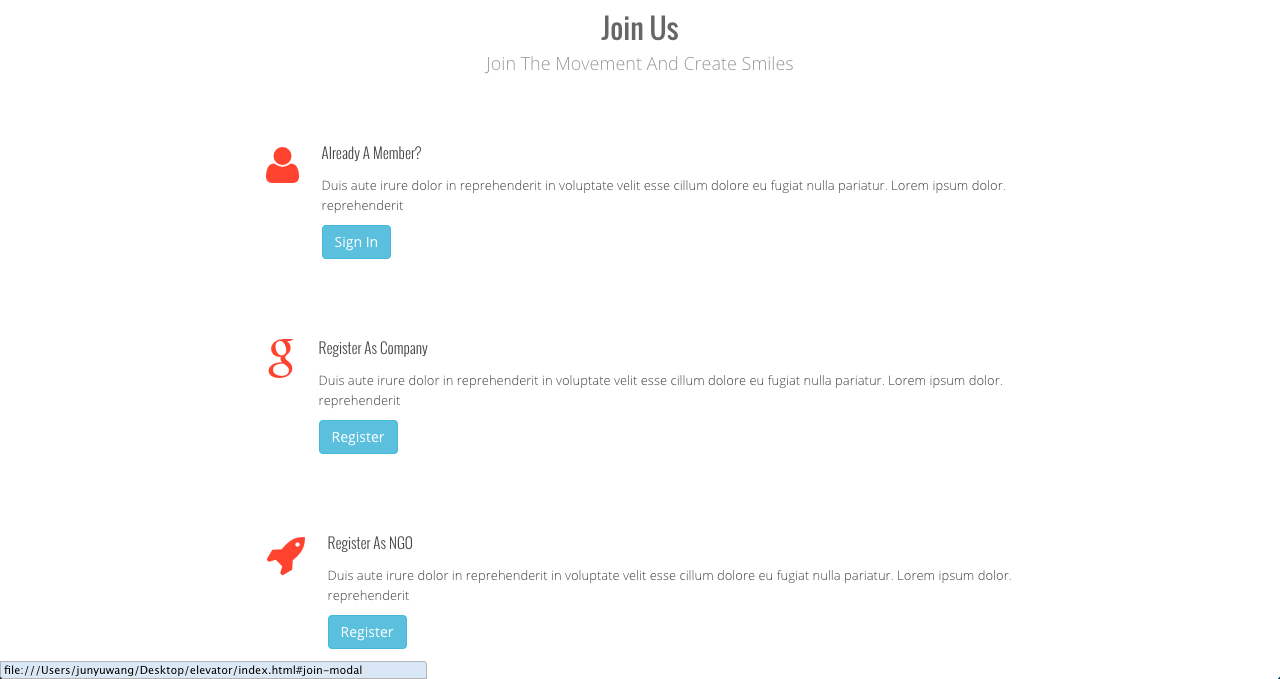 Join Us
Join The Movement And Create Smiles
Already A Member?
Duis aute irure dolor in reprehenderit in voluptate velit esse cillum dolore eu fugiat nulla pariatur. Lorem ipsum dolor.
reprehenderit
Sign In
Register As Company
Duis aute irure dolor in reprehenderit in voluptate velit esse cillum dolore eu fugiat nulla pariatur. Lorem ipsum dolor.
reprehenderit
Register
Register As NGO
Duis aute irure dolor in reprehenderit in voluptate velit esse cillum dolore eu fugiat nulla pariatur. Lorem ipsum dolor.
reprehenderit
Register
file:///Users/junyuwang/Desktop/elevator/index.html#join-modal